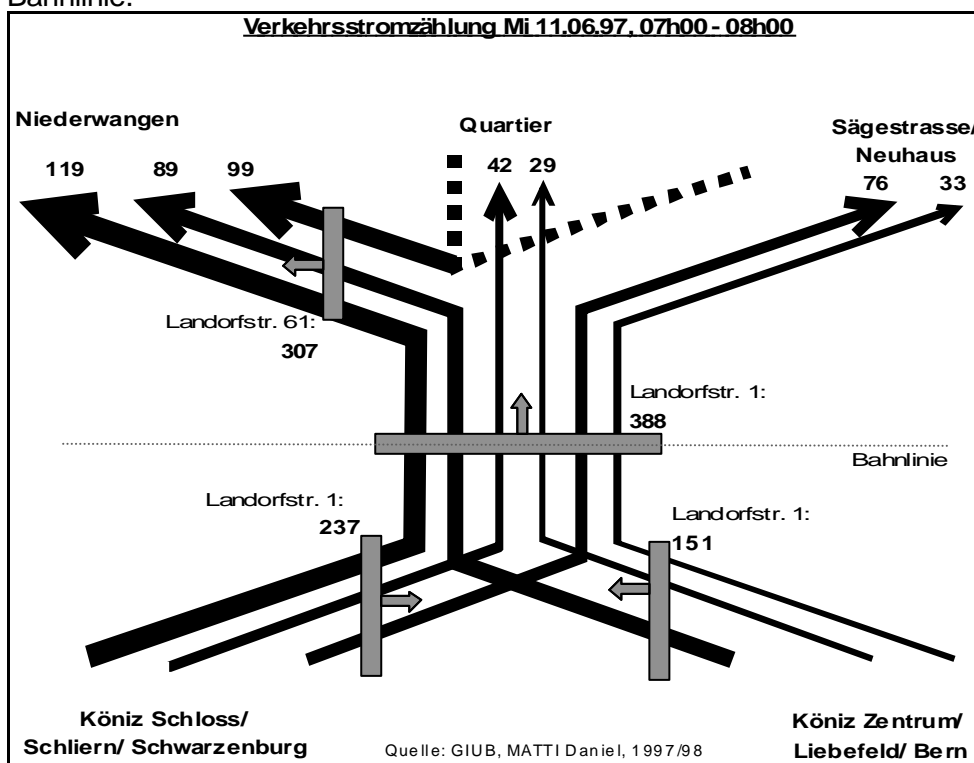 Bahnlinie.
Verkehrsstromzählung Mi 11.06.97, 07h00 - 08h00
Niederwangen
Quartier
Sägestrasse/
Neuhaus
119 89 99 42 29 76 33
Landorfstr. 61:
307
Landorfstr. 1:
388
Bahnlinie
Landorfstr. 1:
237
Landorfstr. 1:
151
Köniz Schloss/
Schliern/ Schwarzenburg
Quelle: GIUB, MATTI Daniel, 1997/98
Köniz Zentrum/
Liebefeld/ Bern